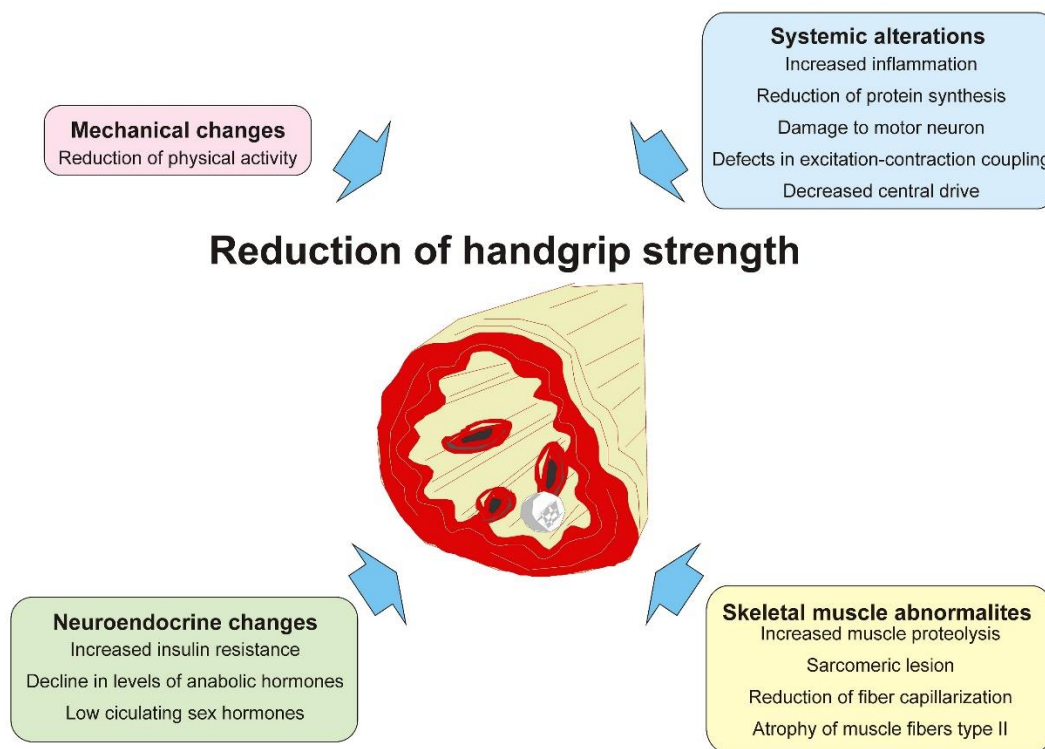 Mechanical changes
Reduction of physical activity
Systemic alterations
Increased inflammation
Reduction of protein synthesis
Damage to motor neuron
Defects in excitation-contraction coupling
Decreased central drive
Reduction of handgrip strength
Neuroendocrine changes
Increased insulin resistance
Decline in levels of anabolic hormones
Low ciculating sex hormones
Skeletal muscle abnormalites
Increased muscle proteolysis
Sarcomeric lesion
Reduction of fiber capillarization
Atrophy of muscle fibers type II